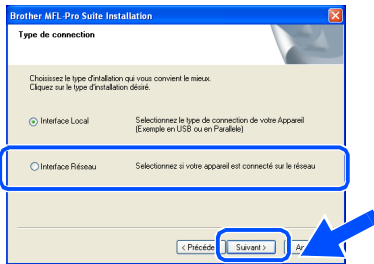 Brother MFL-Pro Suite Installation
Type de connection
Choisissez le type d'intallation qui vous convient le mieux.
Cliquez sur le type d'installation désiré.
Interface Local
Selectionnez le type de connection de votre Appareil
(Exemple en USB ou en Parallele)
Interface Réseau
Selectionnez si votre appareil est connecté sur le réseau
< Précéde
Suivant >